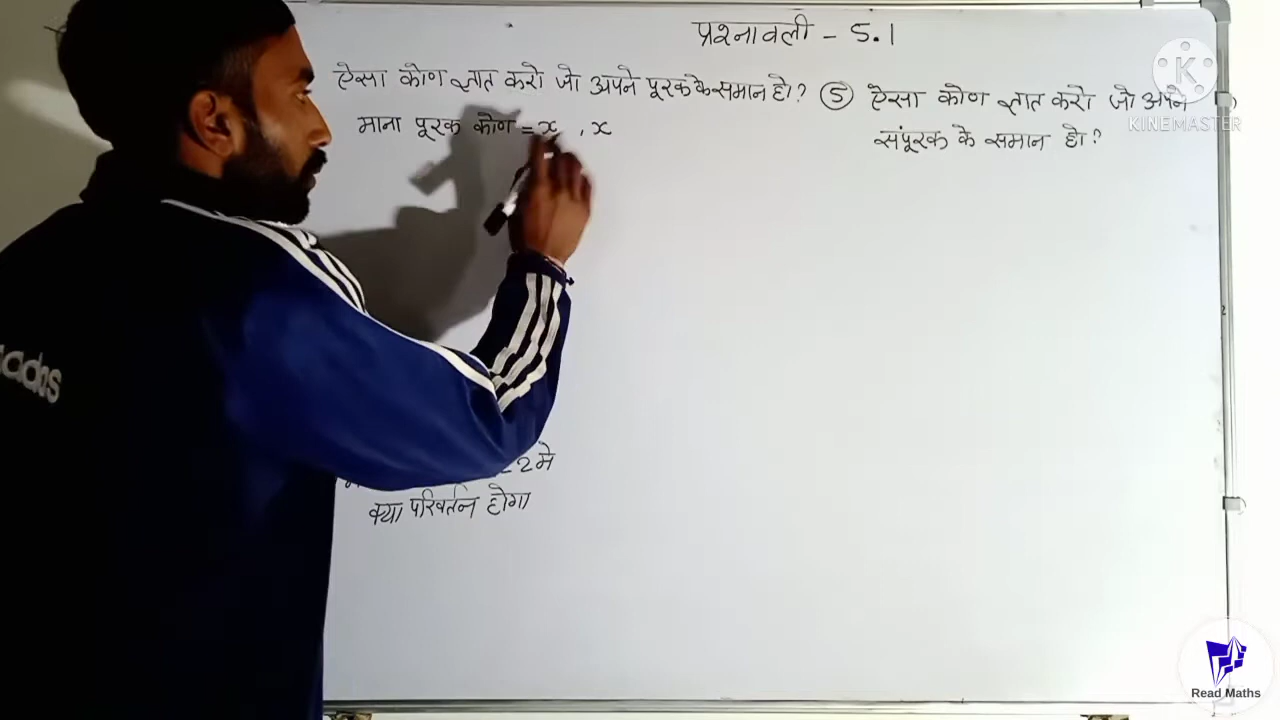 प्रश्नावली - 5.1
ऐसा कोण ज्ञात करो जो अपने पूरक के समान हो?
माना पूरक कोण = x , x
⑤ ऐसा कोण ज्ञात करो जो अपने
संपूरक के समान हो?
2 मे
क्या परिवर्तन होगा
KINEMASTER
Read Maths